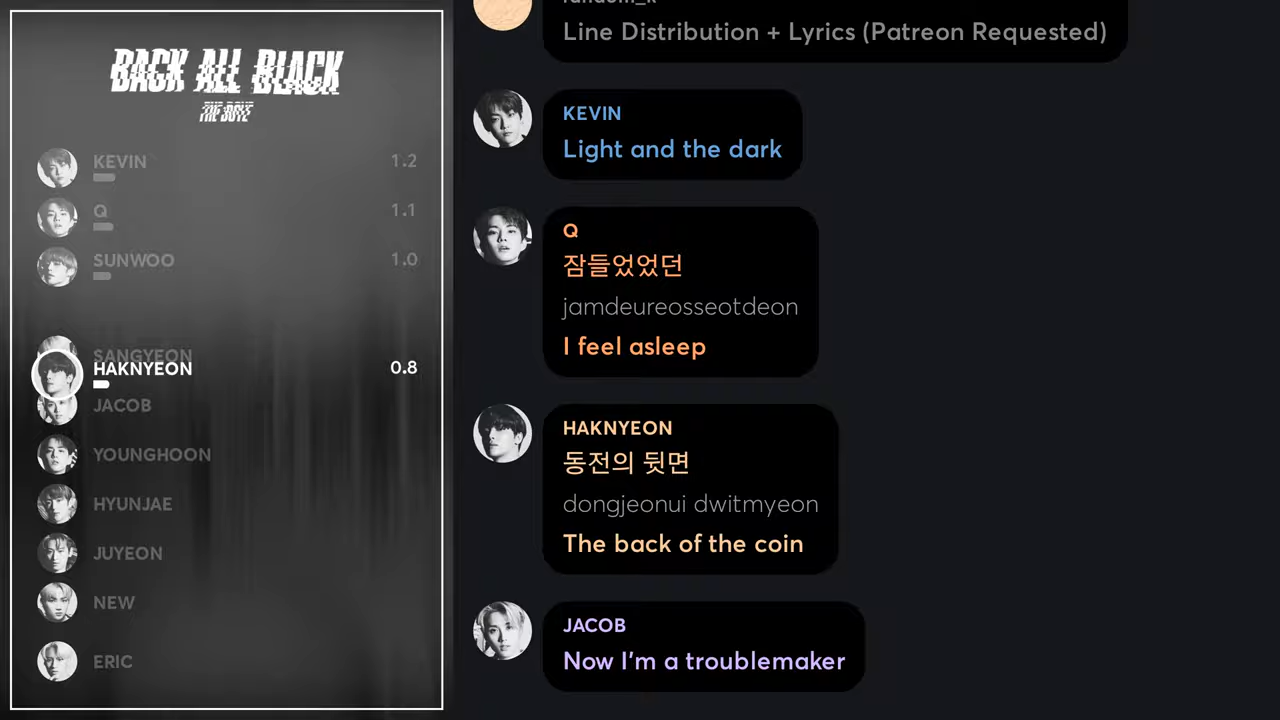 BACK ALL BLACK
THE BOYZ
KEVIN 1.2
Q 1.1
SUNWOO 1.0
SANGYEON
HAKNYEON 0.8
JACOB
YOUNGHOON
HYUNJAE
JUYEON
NEW
ERIC
random_k
Line Distribution + Lyrics (Patreon Requested)
KEVIN
Light and the dark
Q
잠들었었던
jamdeureosseotdeon
I feel asleep
HAKNYEON
동전의 뒷면
dongjeonui dwitmyeon
The back of the coin
JACOB
Now I'm a troublemaker